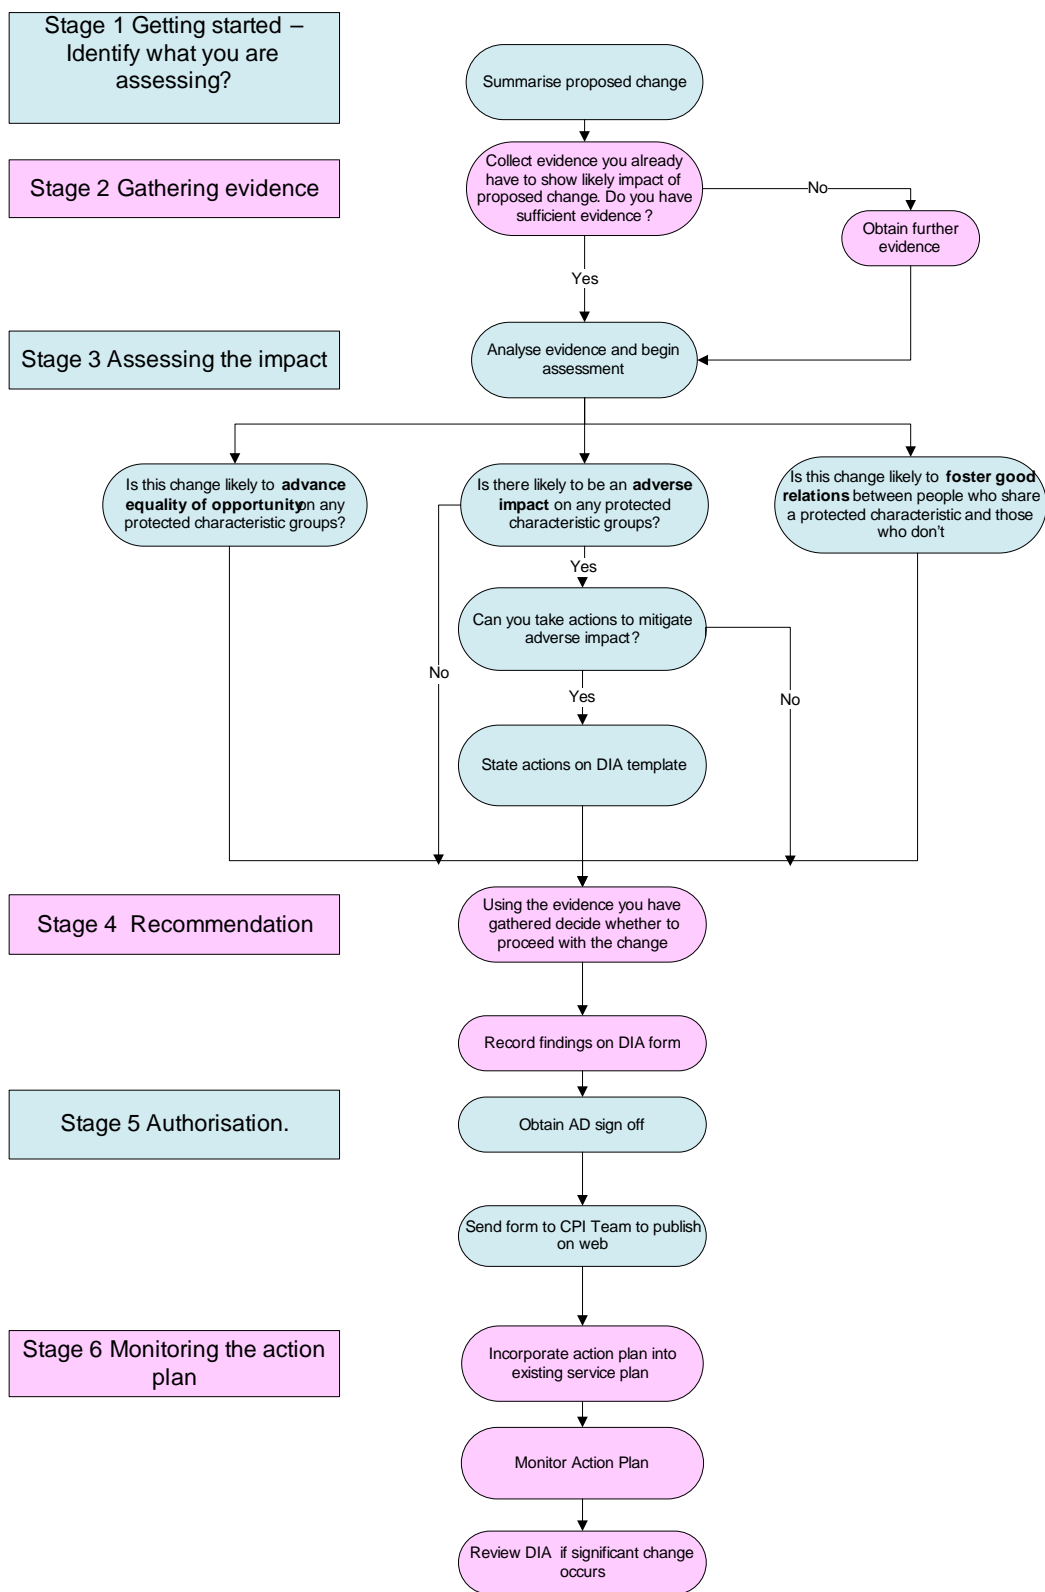 Stage 1 Getting started –
Identify what you are
assessing?
Summarise proposed change
Stage 2 Gathering evidence
Collect evidence you already
have to show likely impact of
proposed change. Do you have
sufficient evidence ?
No
Obtain further
evidence
Yes
Stage 3 Assessing the impact
Analyse evidence and begin
assessment
Is this change likely to advance
equality of opportunity on any
protected characteristic groups?
Is there likely to be an adverse
impact on any protected
characteristic groups?
Is this change likely to foster good
relations between people who share
a protected characteristic and those
who don't
Yes
Can you take actions to mitigate
adverse impact ?
No
Yes
No
State actions on DIA template
Stage 4 Recommendation
Using the evidence you have
gathered decide whether to
proceed with the change
Record findings on DIA form
Stage 5 Authorisation.
Obtain AD sign off
Send form to CPI Team to publish
on web
Stage 6 Monitoring the action
plan
Incorporate action plan into
existing service plan
Monitor Action Plan
Review DIA if significant change
occurs